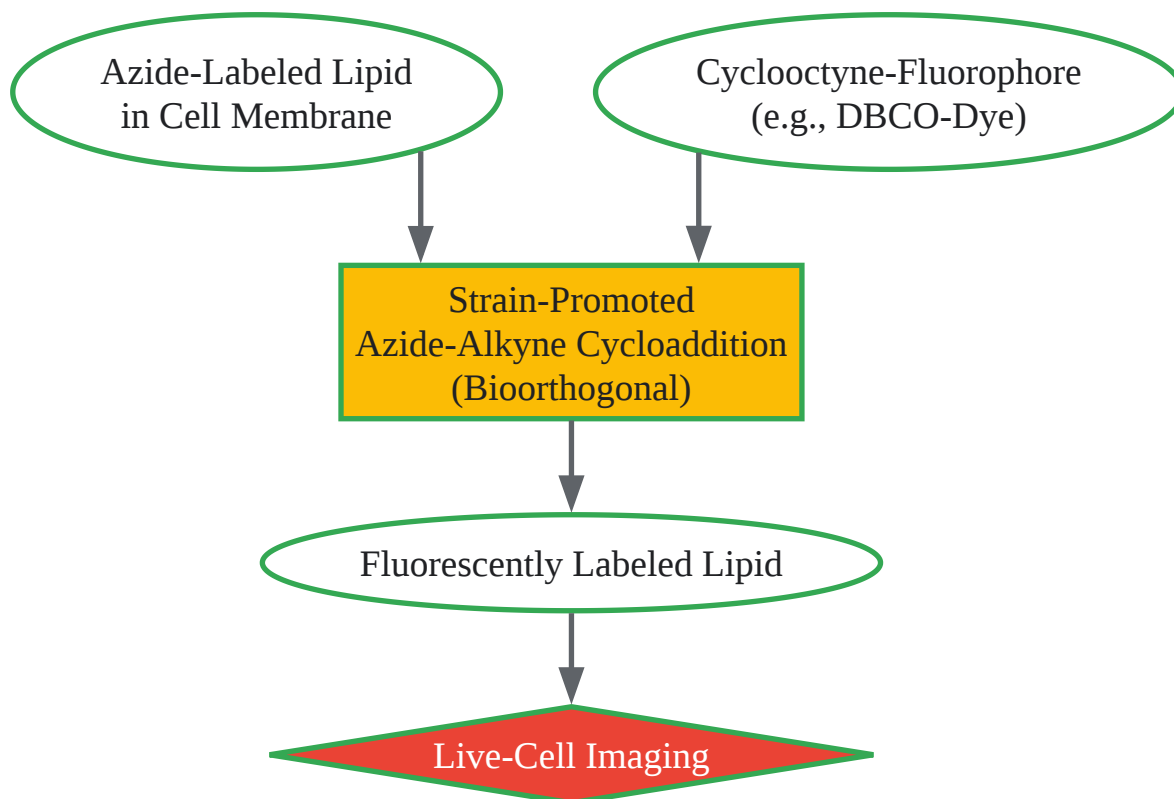 Azide-Labeled Lipid
in Cell Membrane
Cyclooctyne-Fluorophore
(e.g., DBCO-Dye)
Strain-Promoted
Azide-Alkyne Cycloaddition
(Bioorthogonal)
Fluorescently Labeled Lipid
Live-Cell Imaging